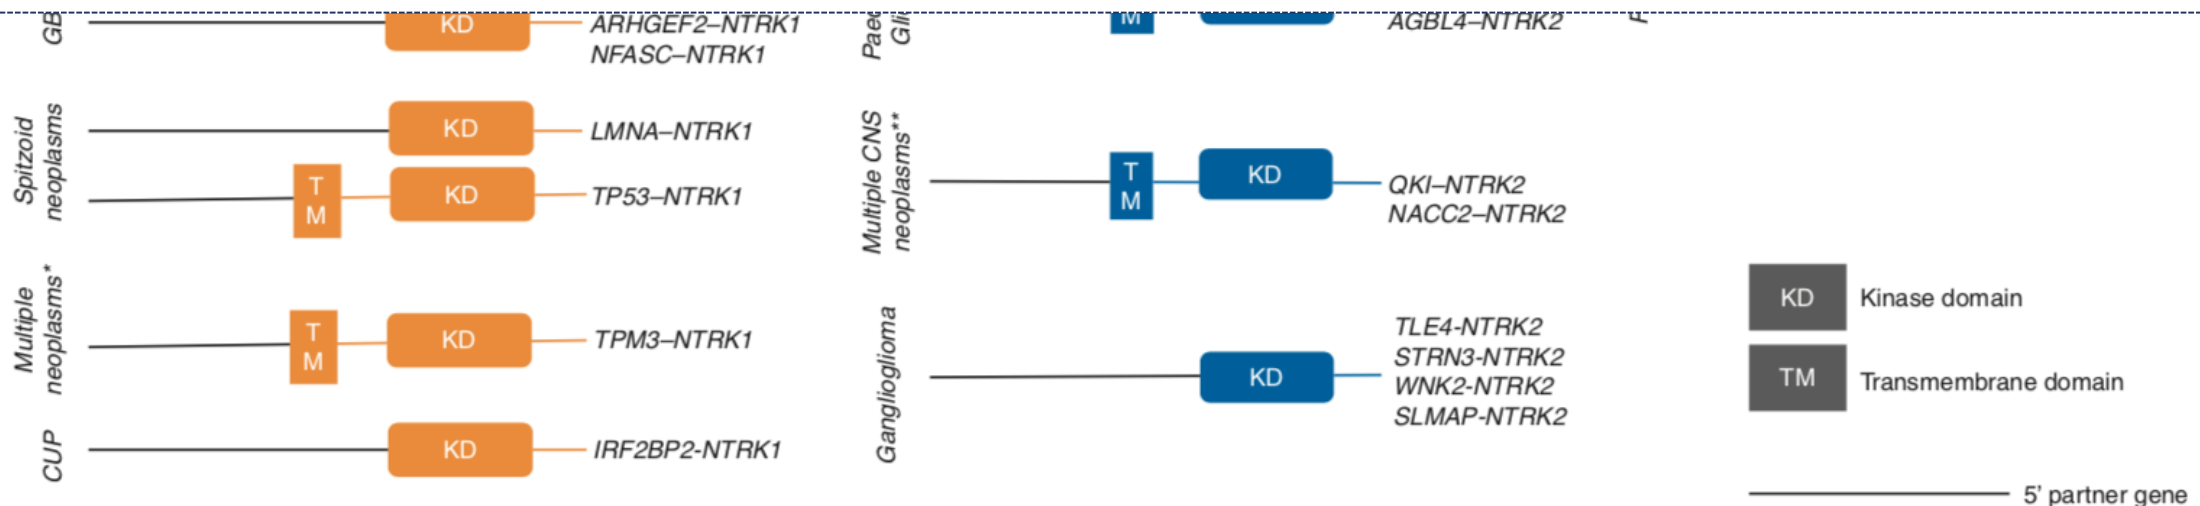 GB
KD
ARHGEF2–NTRK1
NFASC–NTRK1
Spitzoid
neoplasms
KD
LMNA–NTRK1
T
M
KD
TP53–NTRK1
Multiple
neoplasms*
T
M
KD
TPM3–NTRK1
CUP
KD
IRF2BP2-NTRK1
M
AGBL4–NTRK2
Multiple CNS
neoplasms**
T
M
KD
QKI–NTRK2
NACC2–NTRK2
Ganglioglioma
KD
TLE4-NTRK2
STRN3-NTRK2
WNK2-NTRK2
SLMAP-NTRK2
KD
Kinase domain
TM
Transmembrane domain
5’ partner gene